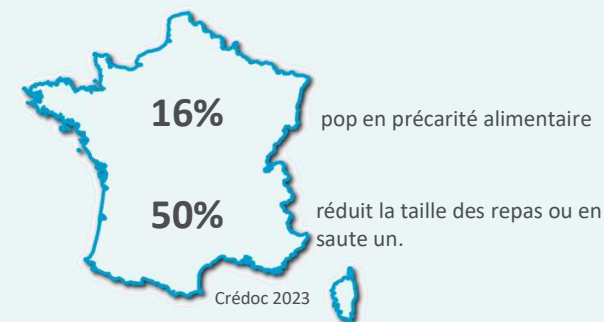 16%
pop en précarité alimentaire
50%
réduit la taille des repas ou en
saute un.
Crédoc 2023